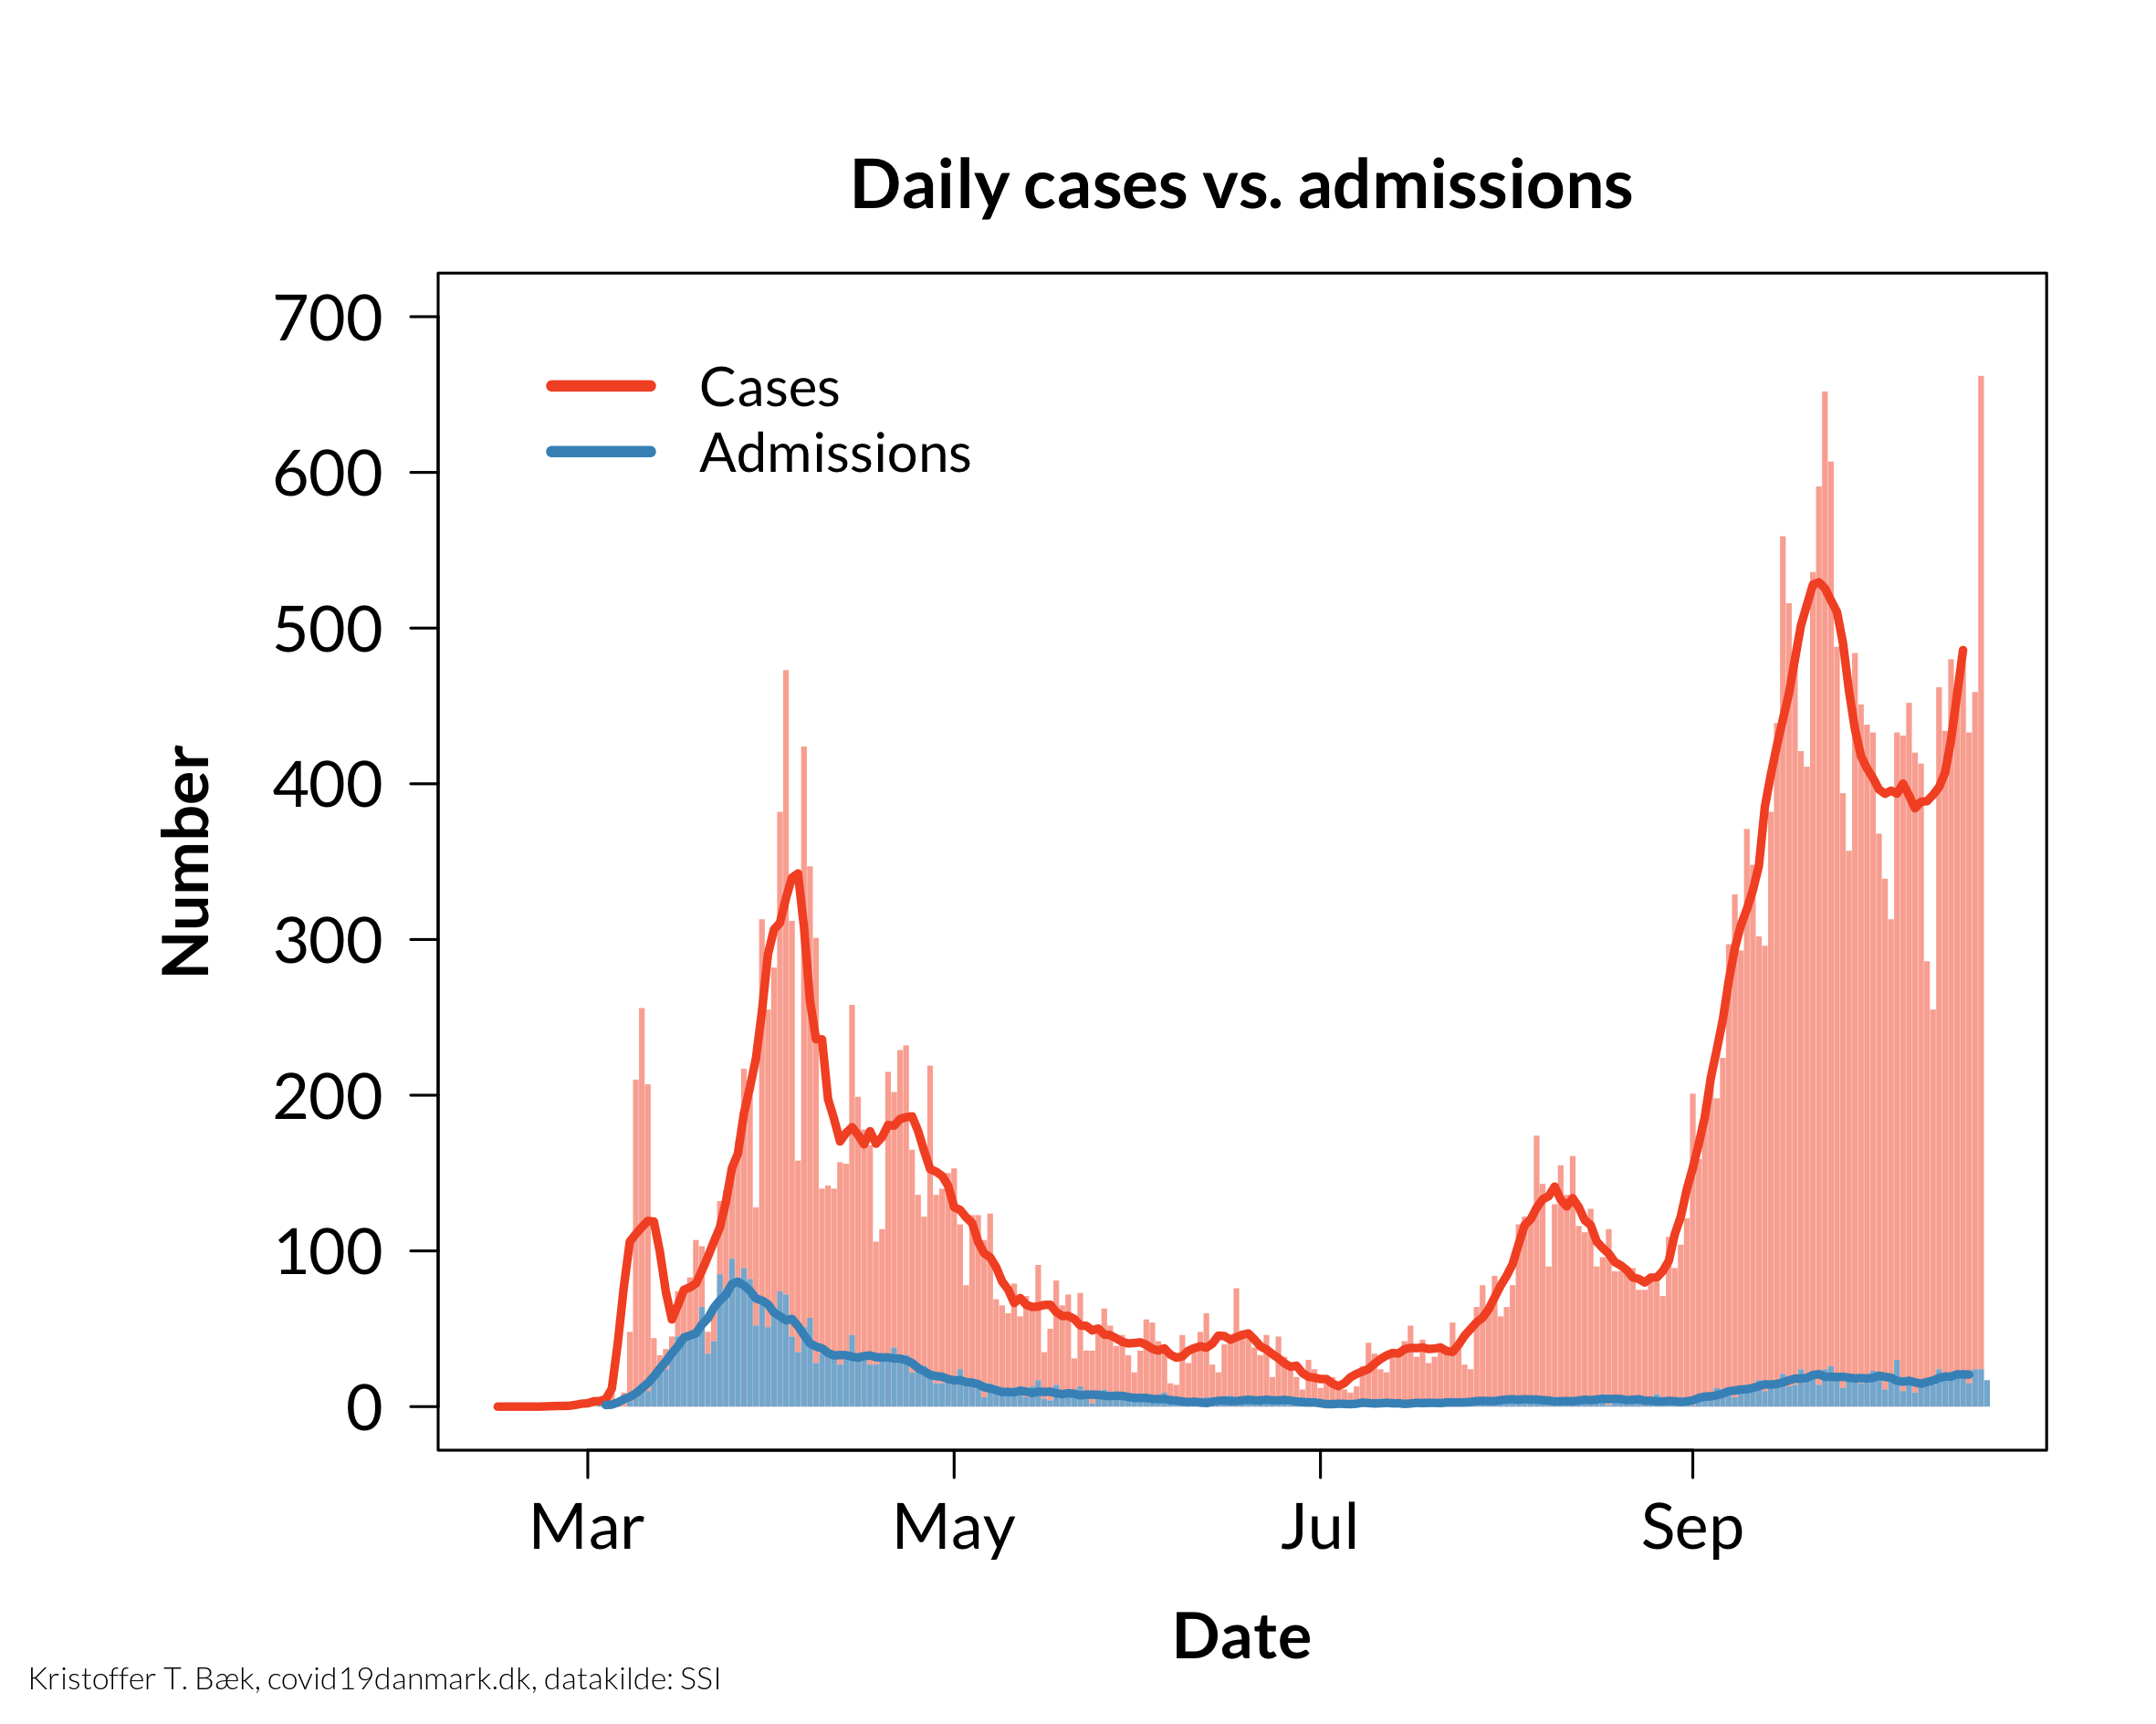 Daily cases vs. admissions
Number
700
600
500
400
300
200
100
0
Cases
Admissions
Mar May Jul Sep
Date
Kristoffer T. Bæk, covid19danmark.dk, datakilde: SSI